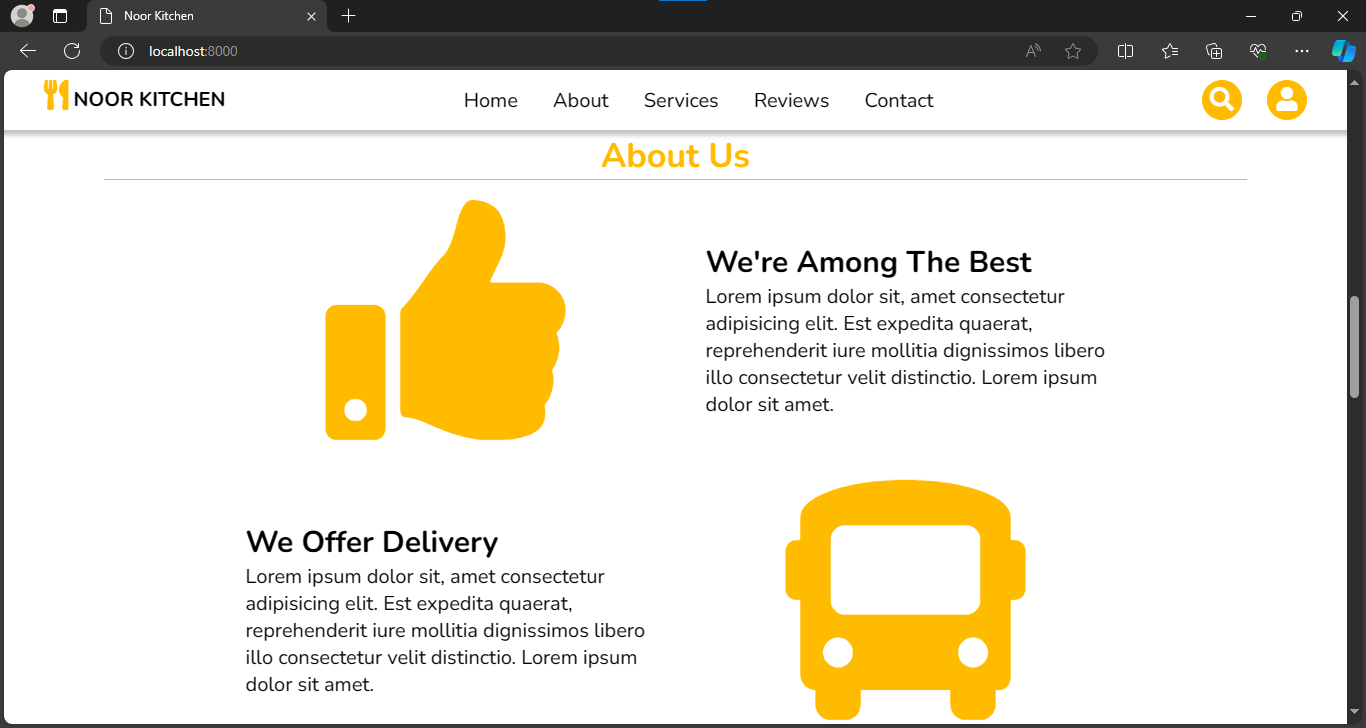 Noor Kitchen
localhost:8000
NOOR KITCHEN
Home About Services Reviews Contact
About Us
We're Among The Best
Lorem ipsum dolor sit, amet consectetur
adipisicing elit. Est expedita quaerat,
reprehenderit iure mollitia dignissimos libero
illo consectetur velit distinctio. Lorem ipsum
dolor sit amet.
We Offer Delivery
Lorem ipsum dolor sit, amet consectetur
adipisicing elit. Est expedita quaerat,
reprehenderit iure mollitia dignissimos libero
illo consectetur velit distinctio. Lorem ipsum
dolor sit amet.